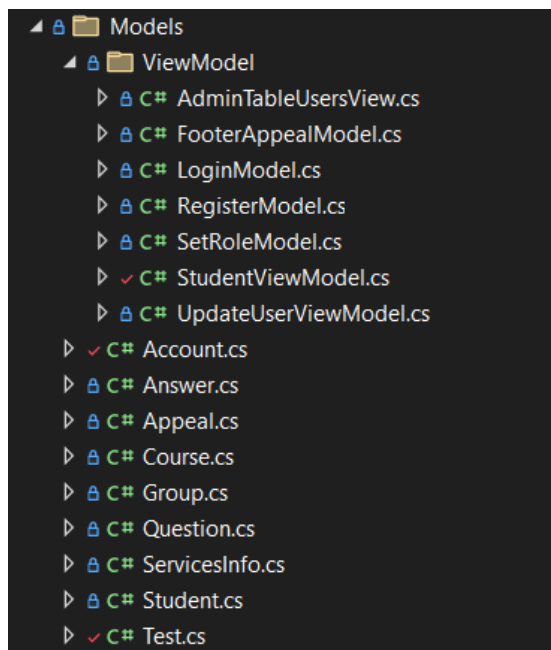 Models
ViewModel
C# AdminTableUsersView.cs
C# FooterAppealModel.cs
C# LoginModel.cs
C# RegisterModel.cs
C# SetRoleModel.cs
C# StudentViewModel.cs
C# UpdateUserViewModel.cs
C# Account.cs
C# Answer.cs
C# Appeal.cs
C# Course.cs
C# Group.cs
C# Question.cs
C# ServicesInfo.cs
C# Student.cs
C# Test.cs